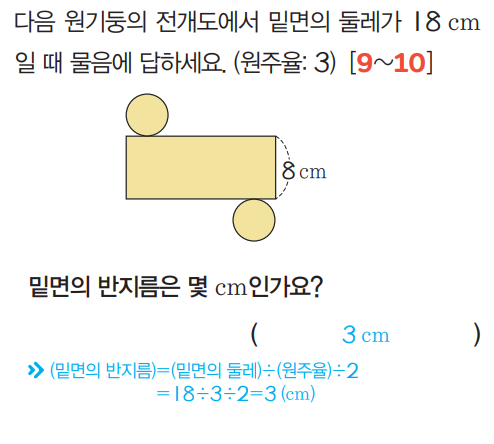 다음 원기둥의 전개도에서 밑면의 둘레가 18 cm
일 때 물음에 답하세요. (원주율: 3) [9~10]
8 cm
밑면의 반지름은 몇 cm인가요?
( 3 cm )
》 (밑면의 반지름)=(밑면의 둘레)÷(원주율)÷2
=18÷3÷2=3 (cm)